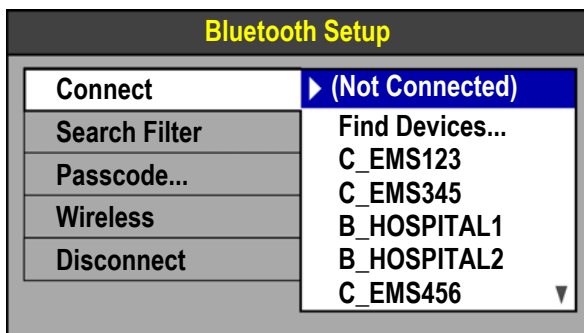 Bluetooth Setup
Connect
Search Filter
Passcode...
Wireless
Disconnect
(Not Connected)
Find Devices...
C_EMS123
C_EMS345
B_HOSPITAL1
B_HOSPITAL2
C_EMS456